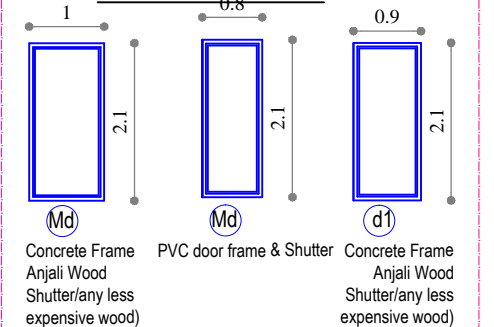 1
0.8
0.9
2.1
2.1
2.1
Md
Md
d1
Concrete Frame
Anjali Wood
Shutter/any less
expensive wood)
PVC door frame & Shutter
Concrete Frame
Anjali Wood
Shutter/any less
expensive wood)